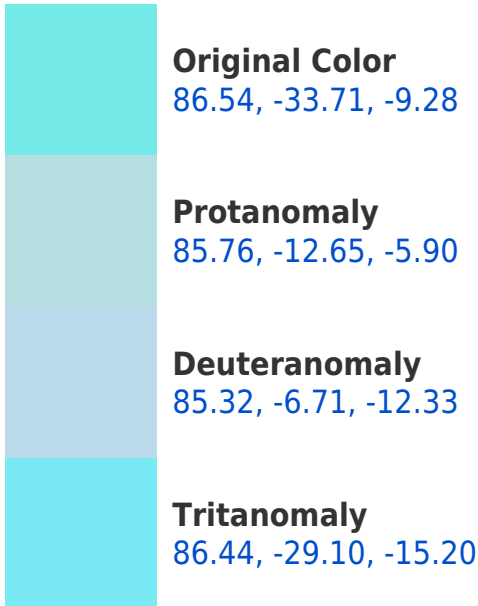 Original Color
86.54, -33.71, -9.28
Protanomaly
85.76, -12.65, -5.90
Deuteranomaly
85.32, -6.71, -12.33
Tritanomaly
86.44, -29.10, -15.20